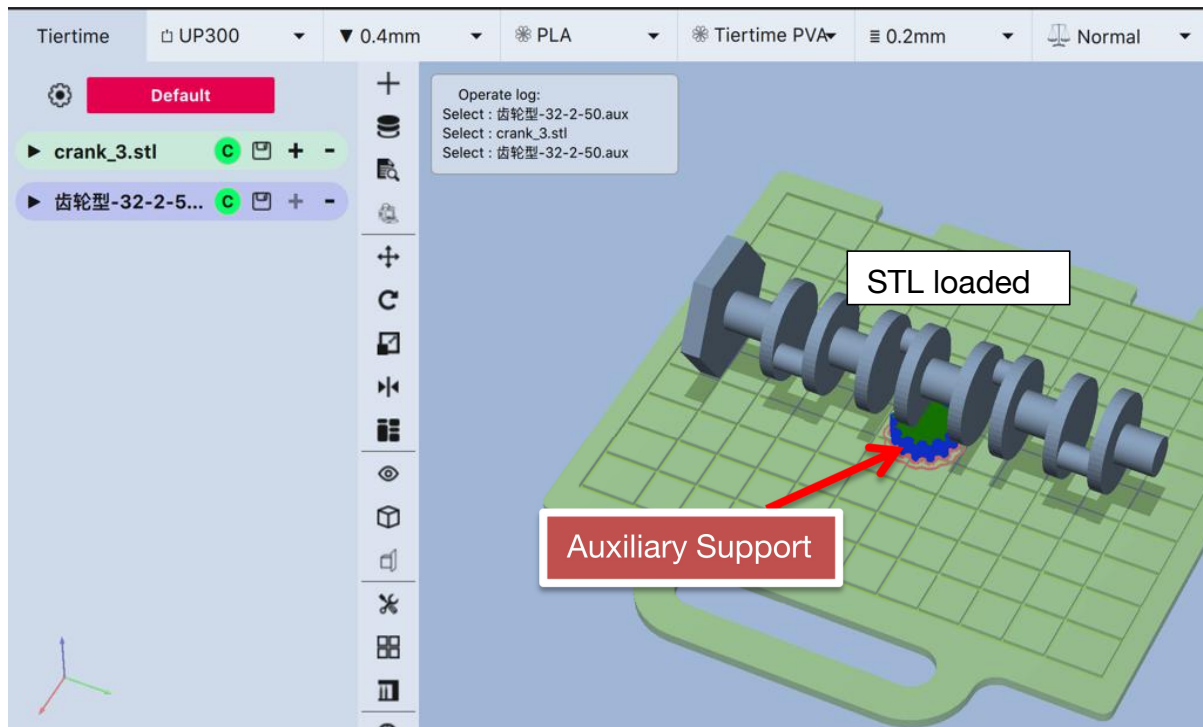 Tiertime
UP300
0.4mm
PLA
Tiertime PVA
0.2mm
Normal
Default
crank_3.stl
C
齿轮型-32-2-5...
C
Operate log:
Select : 齿轮型-32-2-50.aux
Select : crank_3.stl
Select : 齿轮型-32-2-50.aux
STL loaded
Auxiliary Support